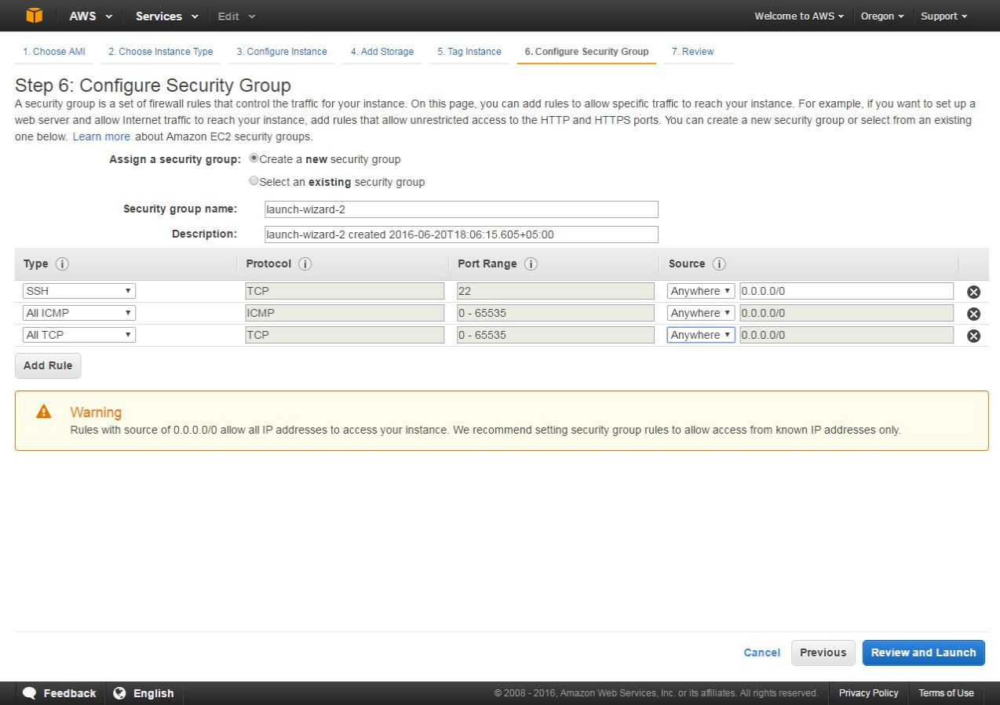 AWS Services Edit Welcome to AWS Oregon Support
1. Choose AMI 2. Choose Instance Type 3. Configure Instance 4. Add Storage 5. Tag Instance 6. Configure Security Group 7. Review
Step 6: Configure Security Group
A security group is a set of firewall rules that control the traffic for your instance. On this page, you can add rules to allow specific traffic to reach your instance. For example, if you want to set up a
web server and allow Internet traffic to reach your instance, add rules that allow unrestricted access to the HTTP and HTTPS ports. You can create a new security group or select from an existing
one below. Learn more about Amazon EC2 security groups.
Assign a security group: Create a new security group
Select an existing security group
Security group name: launch-wizard-2
Description: launch-wizard-2 created 2016-06-20T18:06:15.605+05:00
Type i Protocol i Port Range i Source i
SSH TCP 22 Anywhere 0.0.0.0/0
All ICMP ICMP 0 - 65535 Anywhere 0.0.0.0/0
All TCP TCP 0 - 65535 Anywhere 0.0.0.0/0
Add Rule
Warning
Rules with source of 0.0.0.0/0 allow all IP addresses to access your instance. We recommend setting security group rules to allow access from known IP addresses only.
Cancel Previous Review and Launch
Feedback English © 2008 - 2016, Amazon Web Services, Inc. or its affiliates. All rights reserved. Privacy Policy Terms of Use